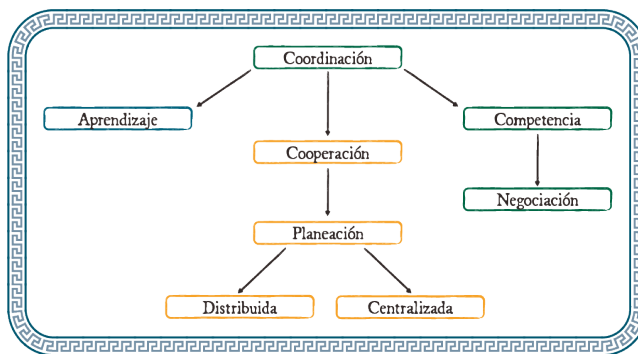 Coordinación
Aprendizaje
Competencia
Cooperación
Negociación
Planeación
Distribuida
Centralizada